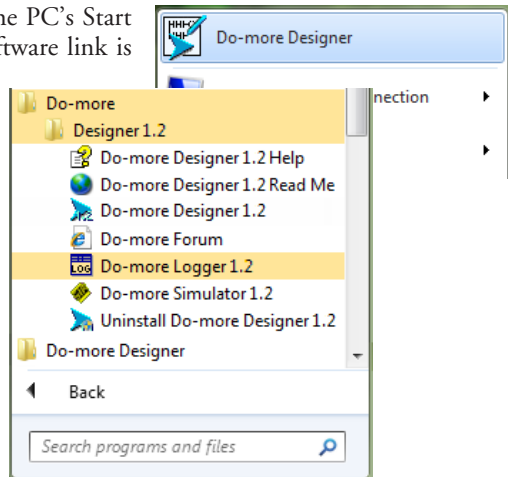 ne PC's Start
ftware link is
Do-more Designer
nection
Do-more
Designer 1.2
Do-more Designer 1.2 Help
Do-more Designer 1.2 Read Me
Do-more Designer 1.2
Do-more Forum
LOG Do-more Logger 1.2
Do-more Simulator 1.2
Uninstall Do-more Designer 1.2
Do-more Designer
Back
Search programs and files